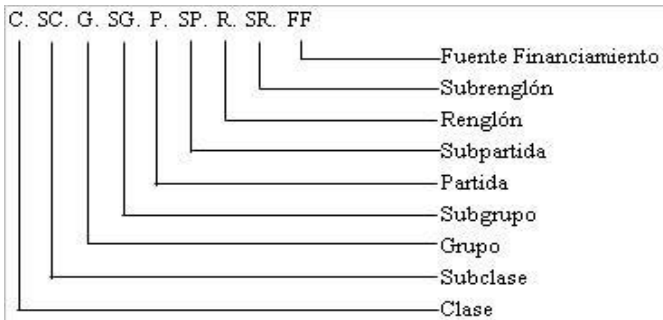 C. SC. G. SG. P. SP. R. SR. FF
Fuente Financiamiento
Subrenglón
Renglón
Subpartida
Partida
Subgrupo
Grupo
Subclase
Clase